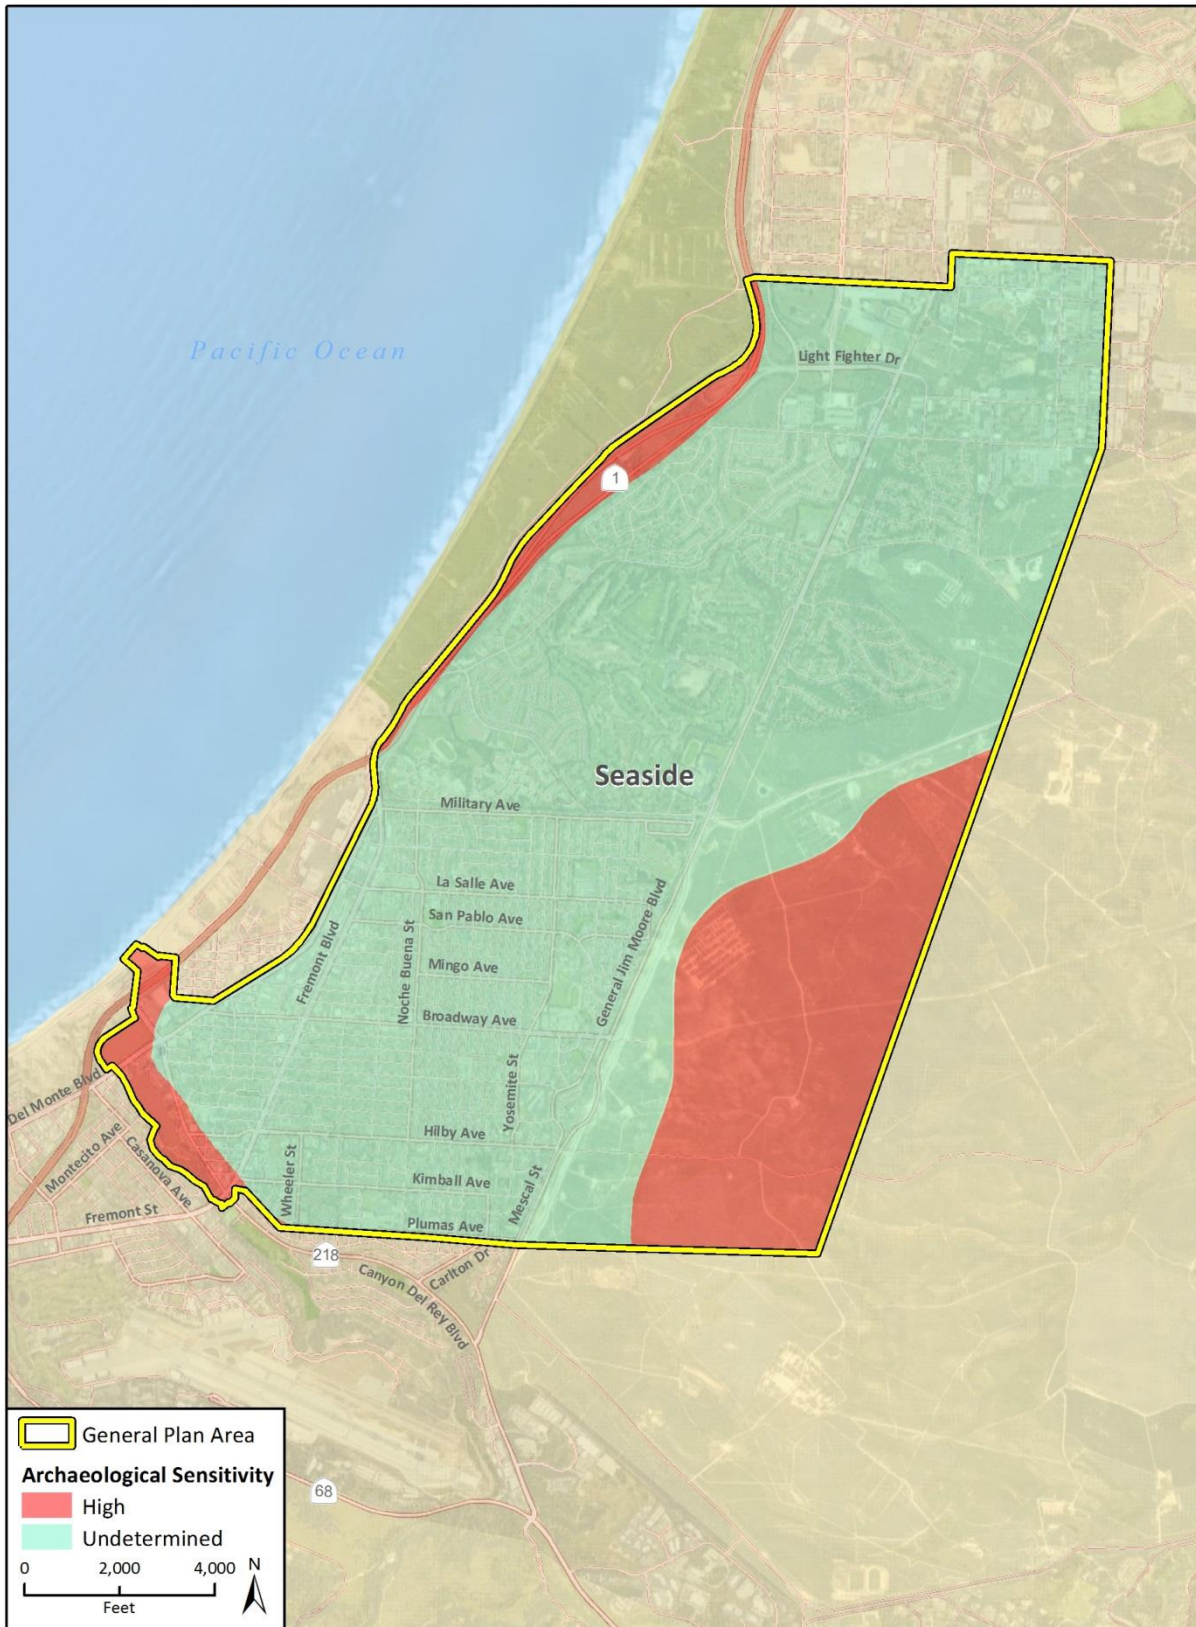 Pacific Ocean
Light Fighter Dr
1
Seaside
Military Ave
La Salle Ave
San Pablo Ave
Fremont Blvd
Noche Buena St
Mingo Ave
General Jim Moore Blvd
Broadway Ave
Yosemite St
Del Monte Blvd
Montecito Ave
Casanova Ave
Hilby Ave
Wheeler St
Kimball Ave
Mescal St
Fremont St
Plumas Ave
218
Carlton Dr
Canyon Del Rey Blvd
General Plan Area
Archaeological Sensitivity
High
Undetermined
68
0 2,000 4,000 N
Feet